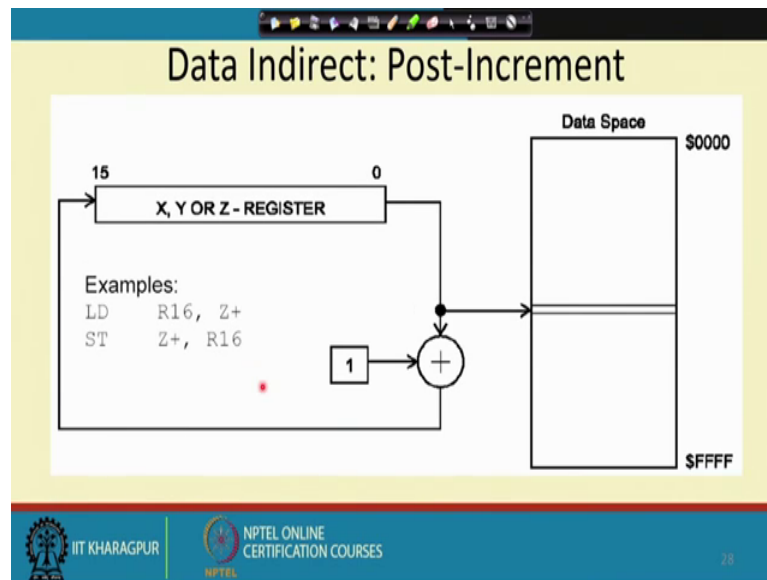 Data Indirect: Post-Increment
Data Space
$0000
15
0
X, Y OR Z - REGISTER
Examples:
LD R16, Z+
ST Z+, R16
1
+
$FFFF
IIT KHARAGPUR
NPTEL
NPTEL ONLINE
CERTIFICATION COURSES
28